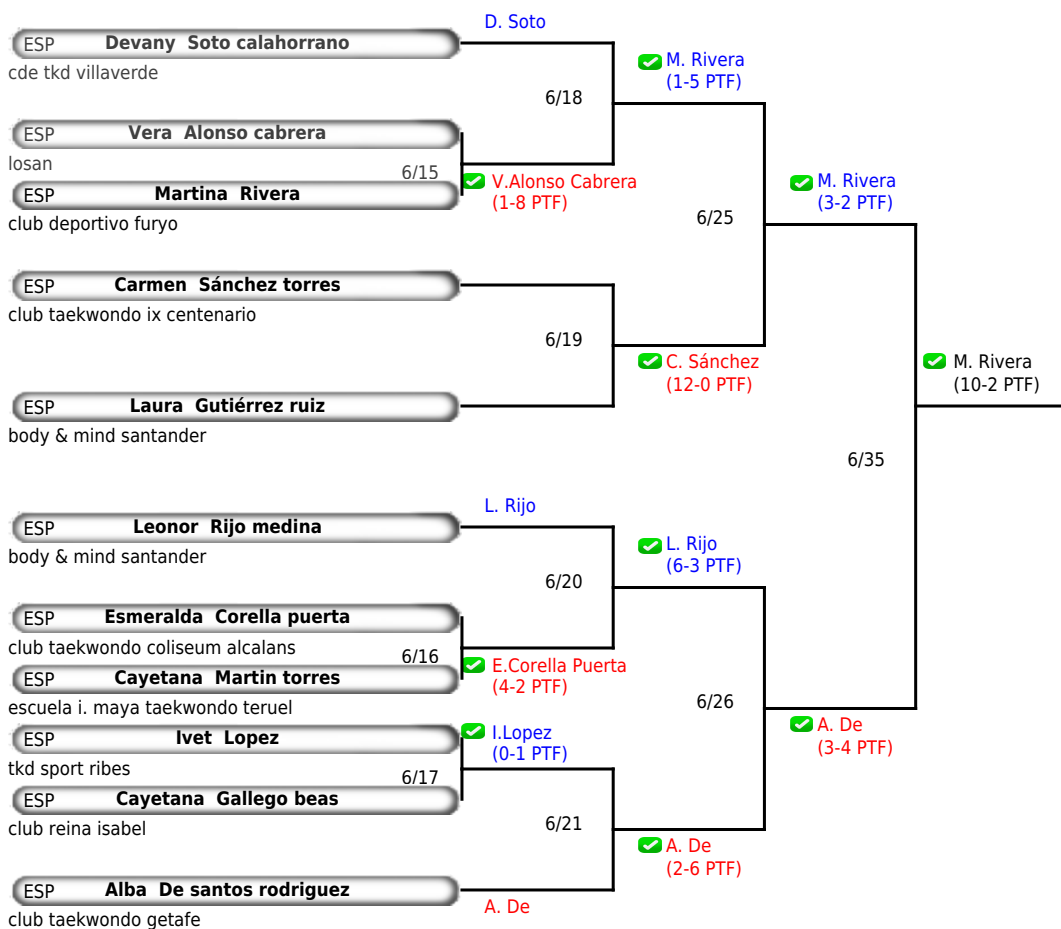 D. Soto
ESP Devany Soto calahorrano
cde tkd villaverde
M. Rivera
(1-5 PTF)
6/18
ESP Vera Alonso cabrera
losan
6/15
V.Alonso Cabrera
(1-8 PTF)
ESP Martina Rivera
club deportivo furyo
M. Rivera
(3-2 PTF)
6/25
ESP Carmen Sánchez torres
club taekwondo ix centenario
6/19
C. Sánchez
(12-0 PTF)
M. Rivera
(10-2 PTF)
ESP Laura Gutiérrez ruiz
body & mind santander
6/35
L. Rijo
ESP Leonor Rijo medina
body & mind santander
L. Rijo
(6-3 PTF)
6/20
ESP Esmeralda Corella puerta
club taekwondo coliseum alcalans
6/16
E.Corella Puerta
(4-2 PTF)
ESP Cayetana Martin torres
escuela i. maya taekwondo teruel
6/26
A. De
(3-4 PTF)
ESP Ivet Lopez
tkd sport ribes
I.Lopez
(0-1 PTF)
6/17
ESP Cayetana Gallego beas
club reina isabel
6/21
A. De
(2-6 PTF)
ESP Alba De santos rodriguez
club taekwondo getafe
A. De